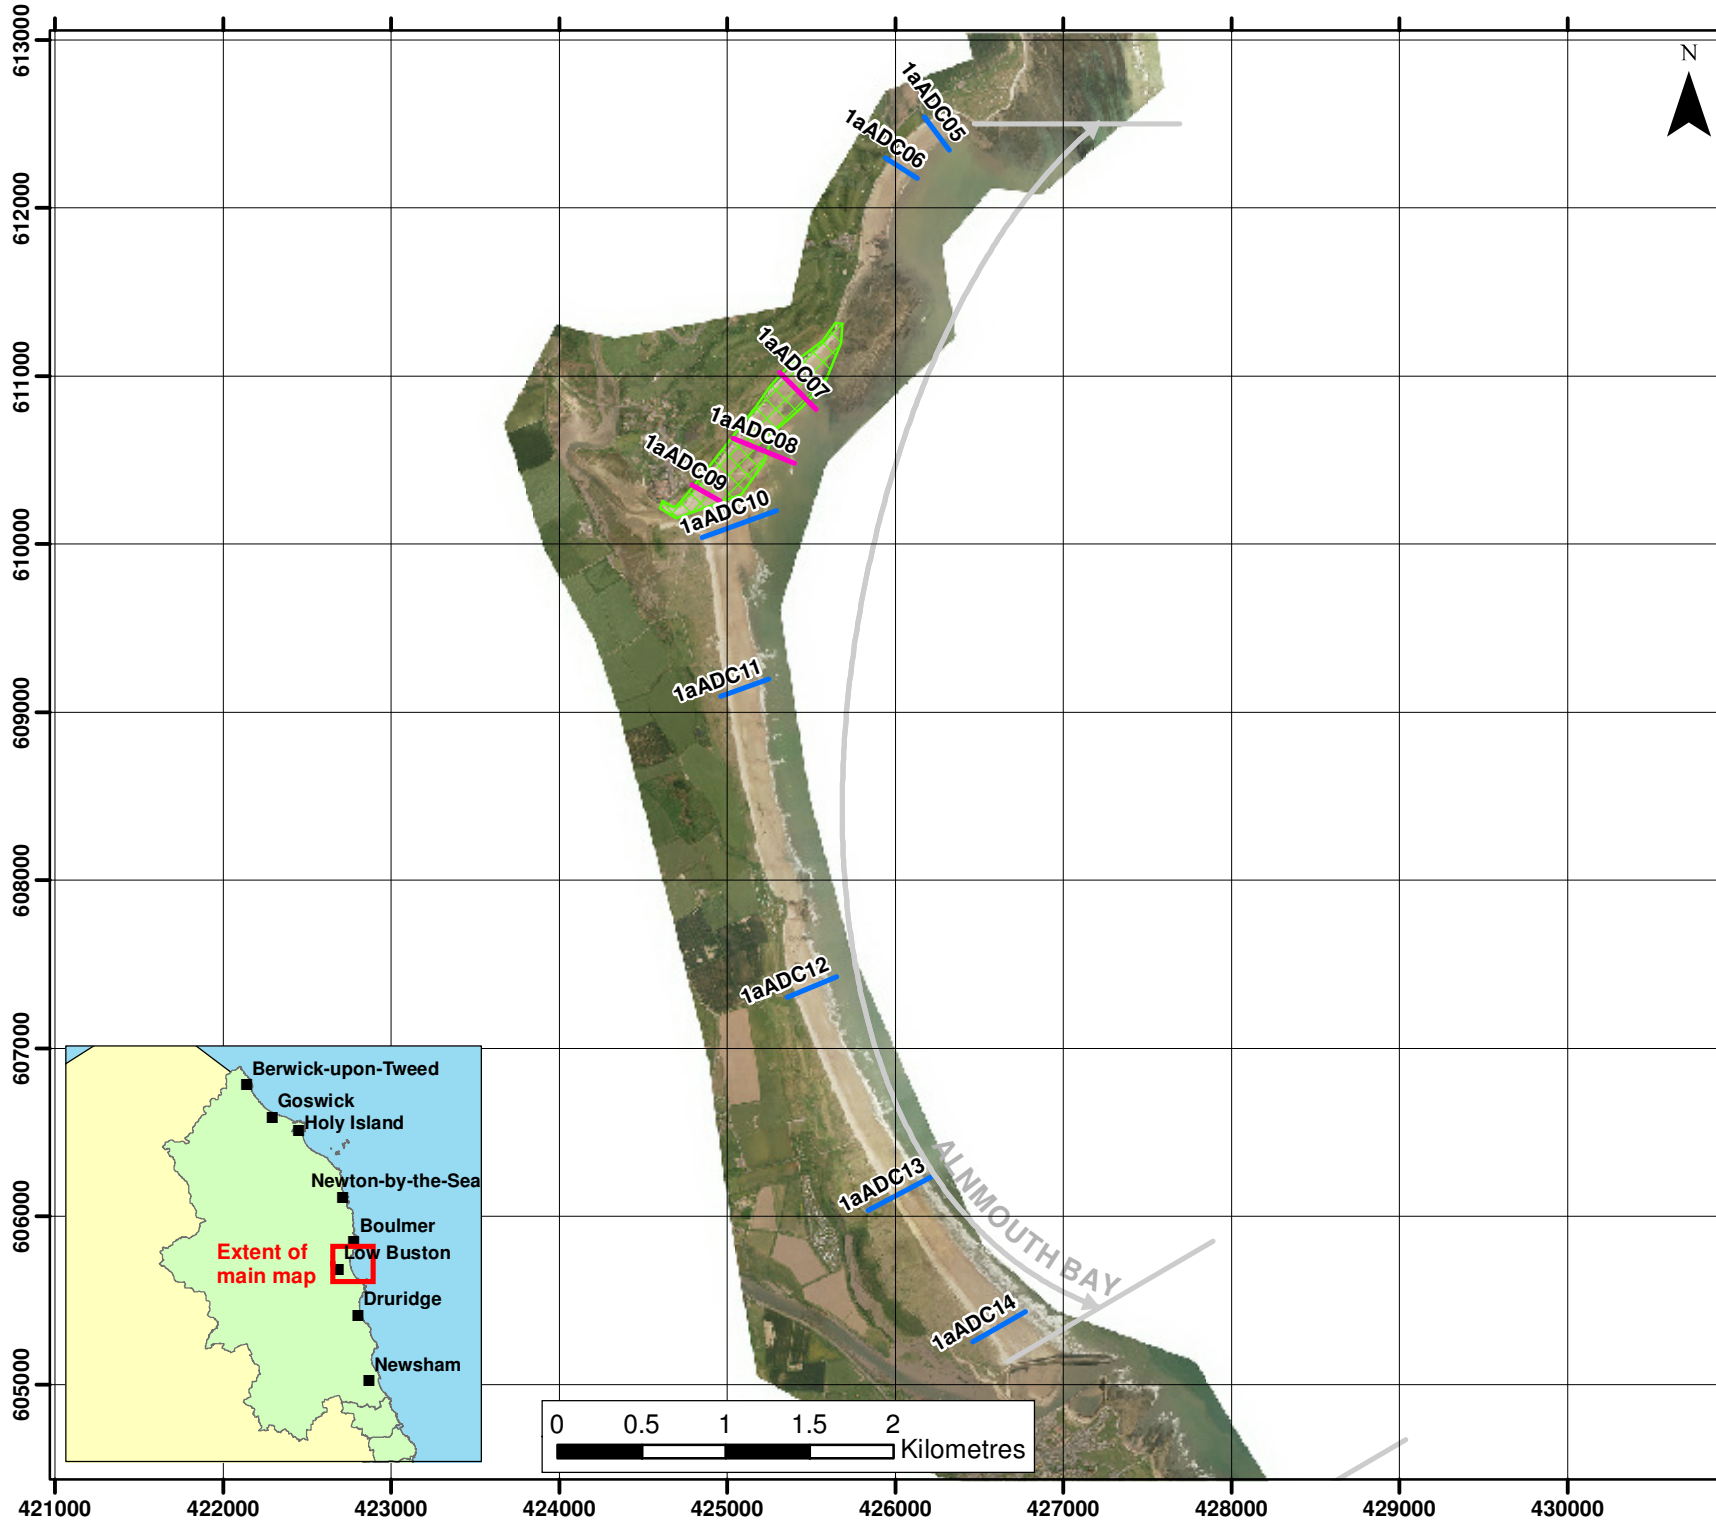 613000
612000
611000
610000
609000
608000
607000
606000
605000
N
1aADC05
1aADC06
1aADC07
1aADC08
1aADC09
1aADC10
1aADC11
1aADC12
1aADC13
1aADC14
ALNMOUTH BAY
Berwick-upon-Tweed
Goswick
Holy Island
Newton-by-the-Sea
Boulmer
Low Buston
Extent of
main map
Druridge
Newsham
0 0.5 1 1.5 2
Kilometres
421000 422000 423000 424000 425000 426000 427000 428000 429000 430000